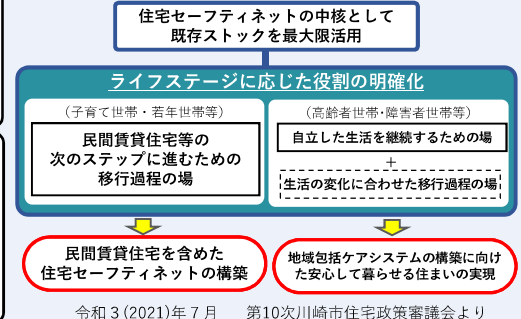 住宅セーフティネットの中核として
既存ストックを最大限活用
ライフステージに応じた役割の明確化
（子育て世帯・若年世帯等）
民間賃貸住宅等の
次のステップに進むための
移行過程の場
（高齢者世帯・障害者世帯等）
自立した生活を継続するための場
＋
生活の変化に合わせた移行過程の場
民間賃貸住宅を含めた
住宅セーフティネットの構築
地域包括ケアシステムの構築に向け
た安心して暮らせる住まいの実現
令和３(2021)年７月　第10次川崎市住宅政策審議会より